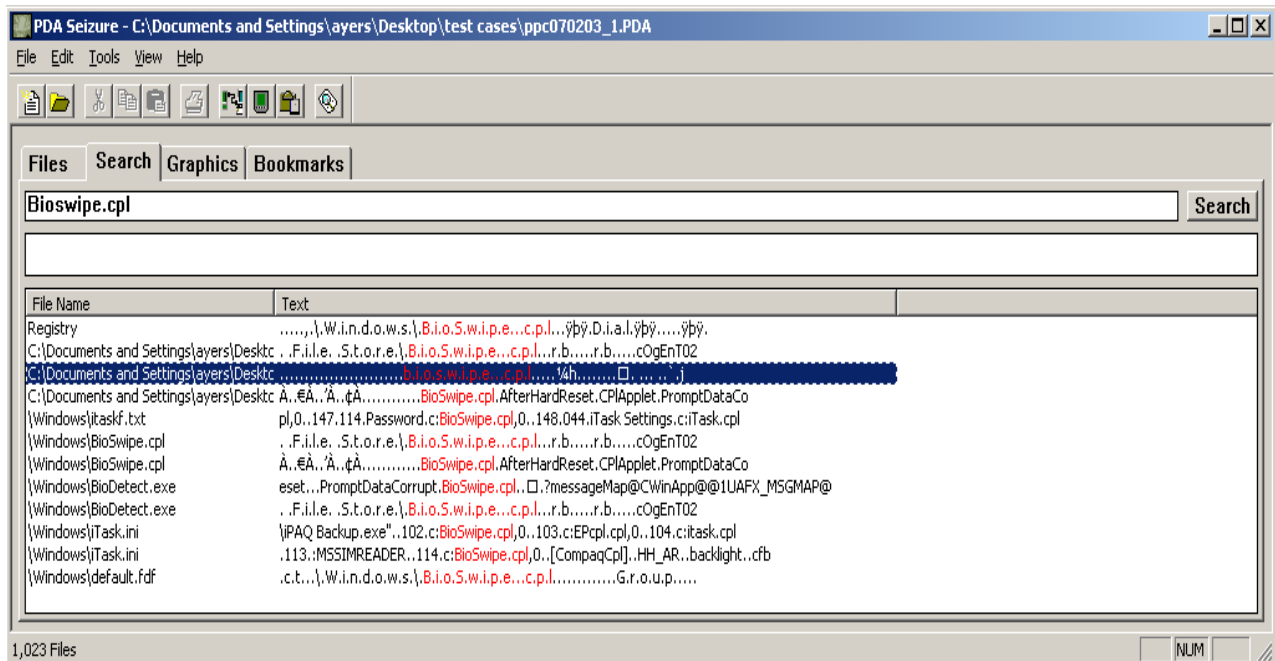 PDA Seizure - C:\Documents and Settings\ayers\Desktop\test cases\ppc070203_1.PDA
File Edit Tools View Help
Files Search Graphics Bookmarks
Bioswipe.cpl Search
File Name Text
Registry .....,.\.W.i.n.d.o.w.s.\.B.i.o.S.w.i.p.e...c.p.l...ÿþÿ.D.i.a.l.ÿþÿ.....ÿþÿ.
C:\Documents and Settings\ayers\Deskto . .F.i.l.e. .S.t.o.r.e.\.B.i.o.S.w.i.p.e...c.p.l...r.b.....r.b.....cOgEnT02
C:\Documents and Settings\ayers\Deskto ........................b.i.o.s.w.i.p.e...c.p.l.....¼h........□. ... ..`.j
C:\Documents and Settings\ayers\Deskto À..€À..'À..¢À............BioSwipe.cpl.AfterHardReset.CPlApplet.PromptDataCo
\Windows\itaskf.txt pl,0..147.114.Password.c:BioSwipe.cpl,0..148.044.iTask Settings.c:iTask.cpl
\Windows\BioSwipe.cpl . .F.i.l.e. .S.t.o.r.e.\.B.i.o.S.w.i.p.e...c.p.l...r.b.....r.b.....cOgEnT02
\Windows\BioSwipe.cpl À..€À..'À..¢À............BioSwipe.cpl.AfterHardReset.CPlApplet.PromptDataCo
\Windows\BioDetect.exe eset...PromptDataCorrupt.BioSwipe.cpl..□.?messageMap@CWinApp@@1UAFX_MSGMAP@
\Windows\BioDetect.exe . .F.i.l.e. .S.t.o.r.e.\.B.i.o.S.w.i.p.e...c.p.l...r.b.....r.b.....cOgEnT02
\Windows\iTask.ini \iPAQ Backup.exe"..102.c:BioSwipe.cpl,0..103.c:EPcpl.cpl,0..104.c:itask.cpl
\Windows\iTask.ini .113.:MSSIMREADER..114.c:BioSwipe.cpl,0..[CompaqCpl]..HH_AR..backlight..cfb
\Windows\default.fdf .c.t...\.W.i.n.d.o.w.s.\.B.i.o.S.w.i.p.e...c.p.l.............G.r.o.u.p.....
1,023 Files NUM